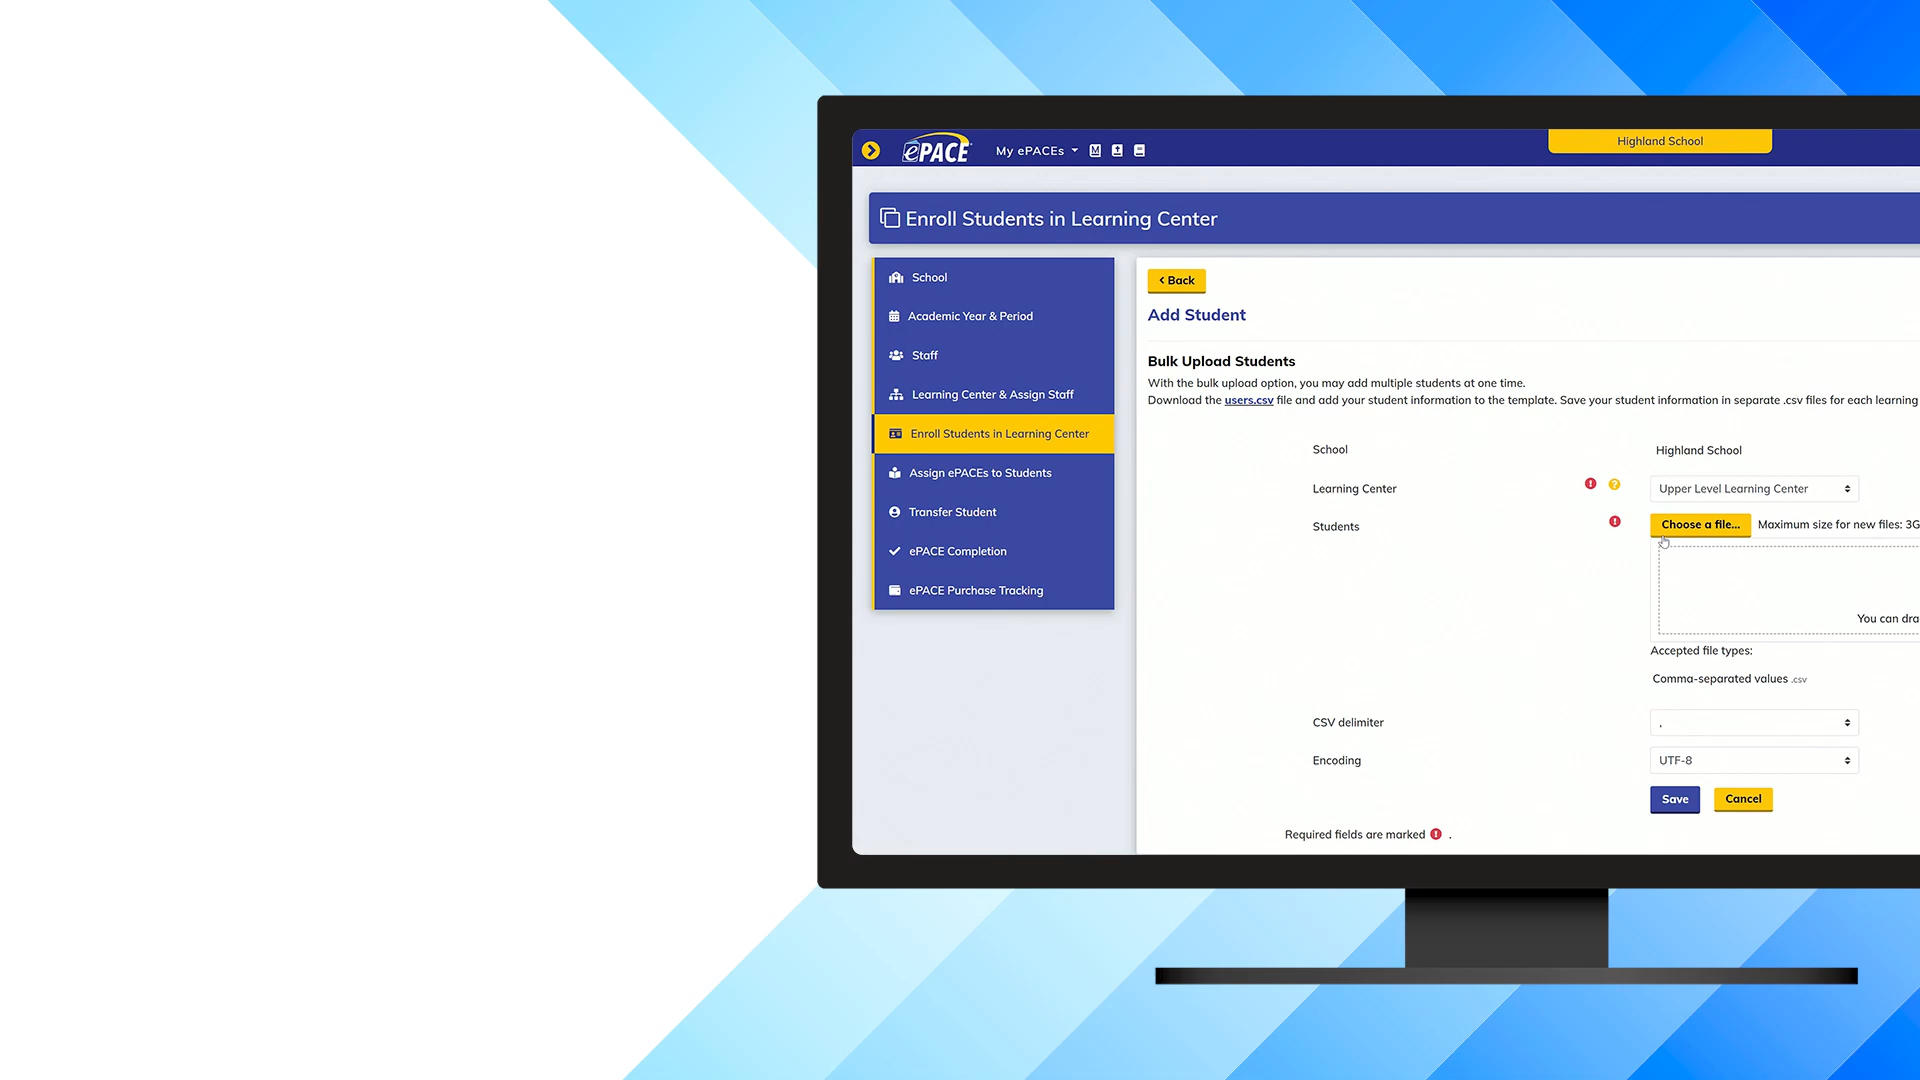 ePACE
My ePACEs
Highland School
Enroll Students in Learning Center
School
Academic Year & Period
Staff
Learning Center & Assign Staff
Enroll Students in Learning Center
Assign ePACEs to Students
Transfer Student
ePACE Completion
ePACE Purchase Tracking
Back
Add Student
Bulk Upload Students
With the bulk upload option, you may add multiple students at one time.
Download the users.csv file and add your student information to the template. Save your student information in separate .csv files for each learning
School
Highland School
Learning Center
Upper Level Learning Center
Students
Choose a file...
Maximum size for new files: 3G
You can dra
Accepted file types:
Comma-separated values .csv
CSV delimiter
,
Encoding
UTF-8
Save
Cancel
Required fields are marked .